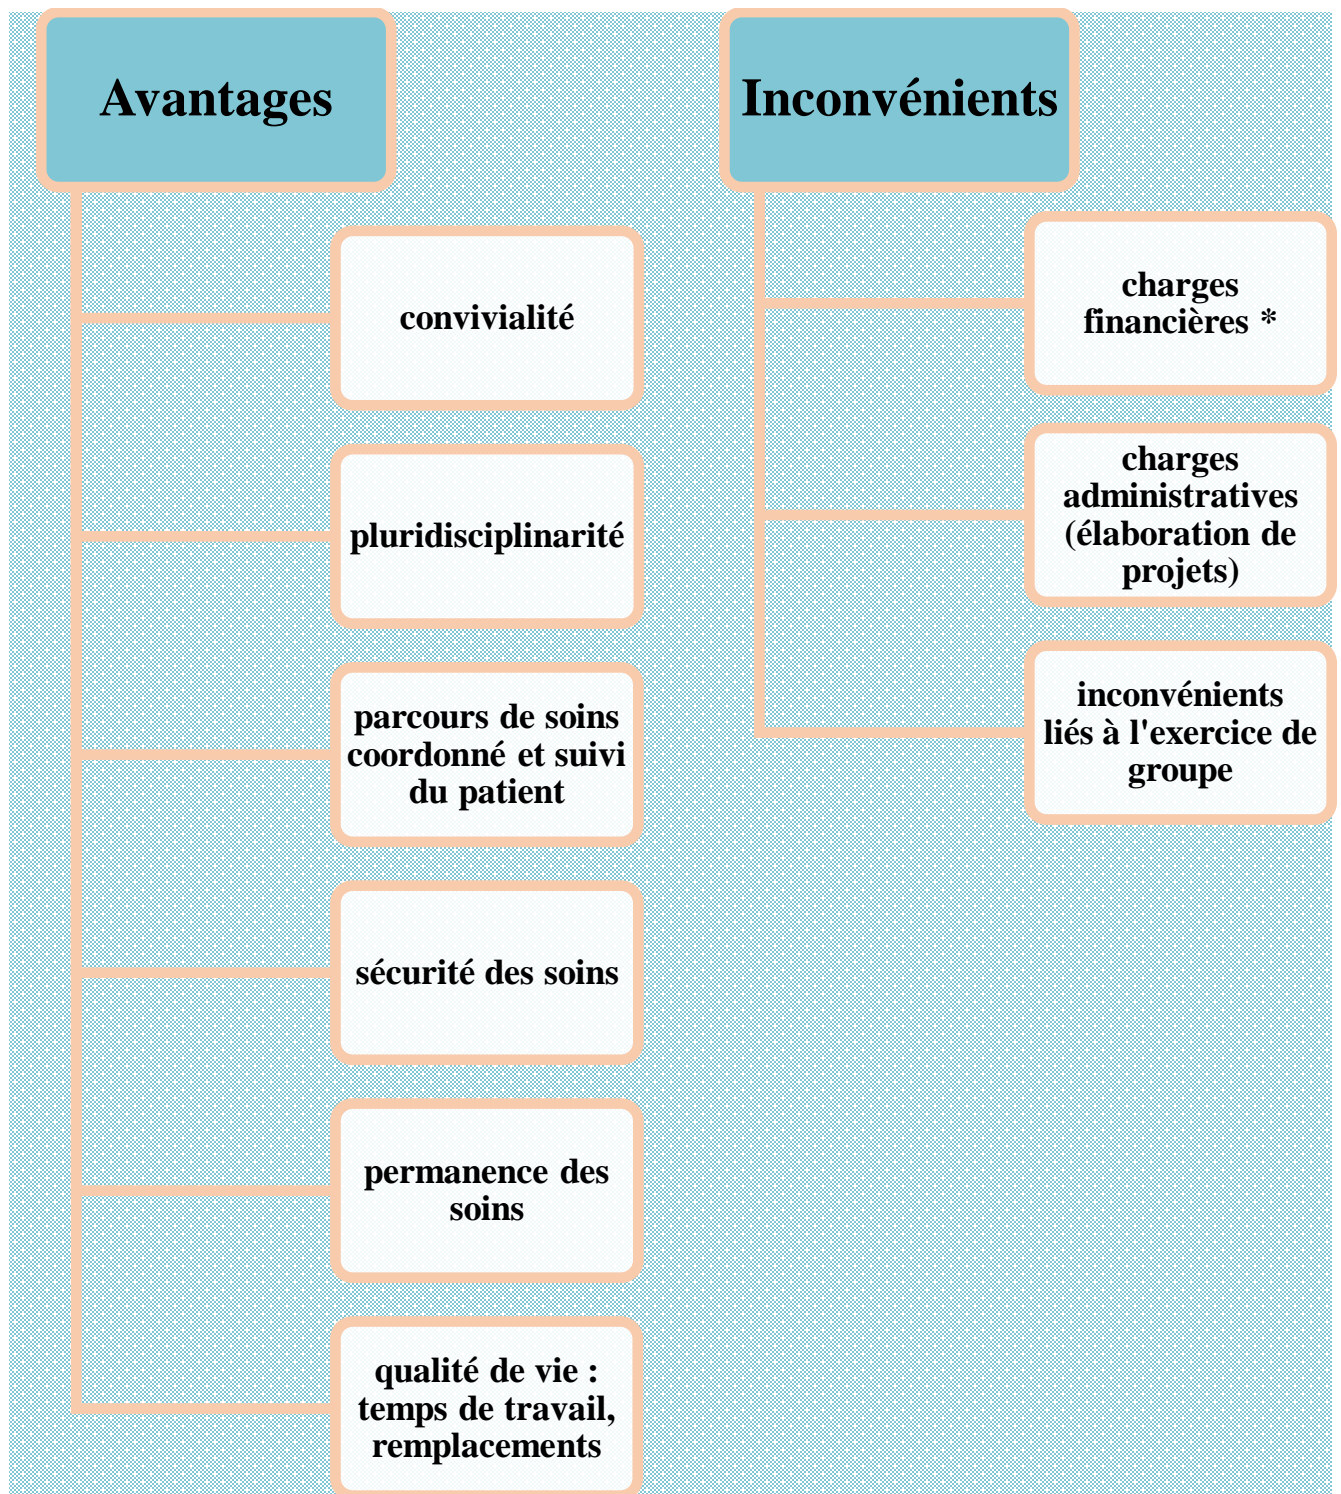 Avantages
convivialité
pluridisciplinarité
parcours de soins
coordonné et suivi
du patient
sécurité des soins
permanence des
soins
qualité de vie :
temps de travail,
remplacements
Inconvénients
charges
financières *
charges
administratives
(élaboration de
projets)
inconvénients
liés à l'exercice de
groupe